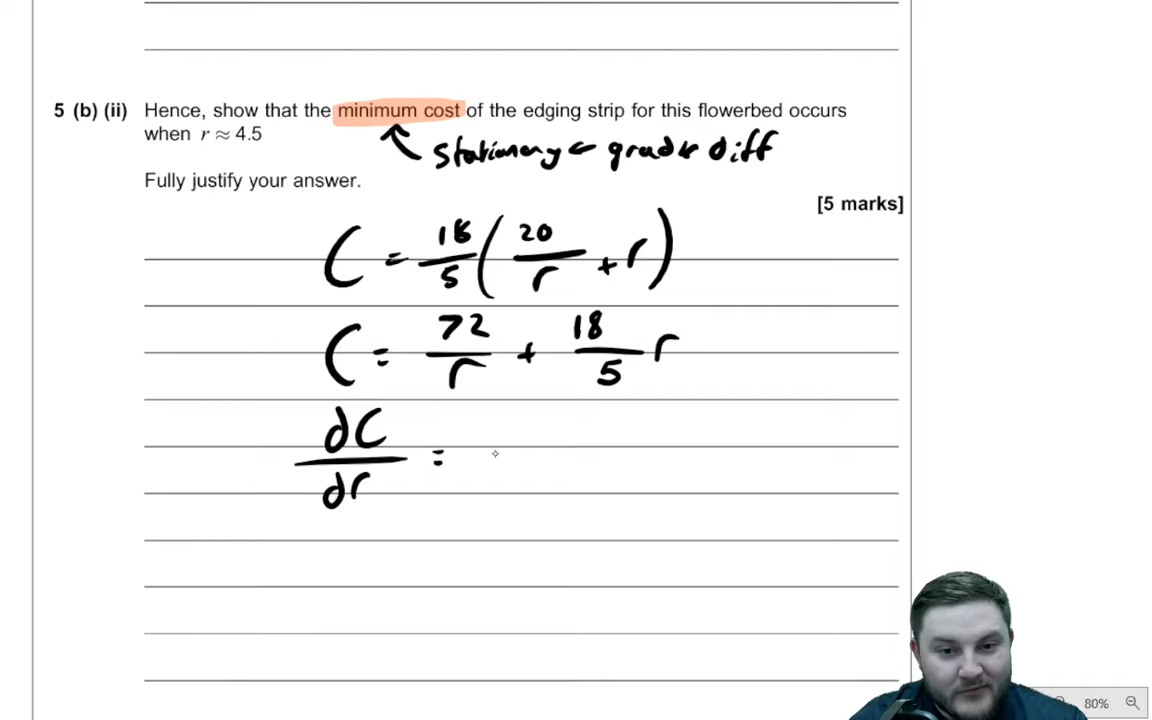 5 (b) (ii) Hence, show that the minimum cost of the edging strip for this flowerbed occurs
when r ≈ 4.5
stationary ← grad ← diff
Fully justify your answer.
[5 marks]
C = 18/5 ( 20/r + r )
C = 72/r + 18/5 r
dC/dr =
80%